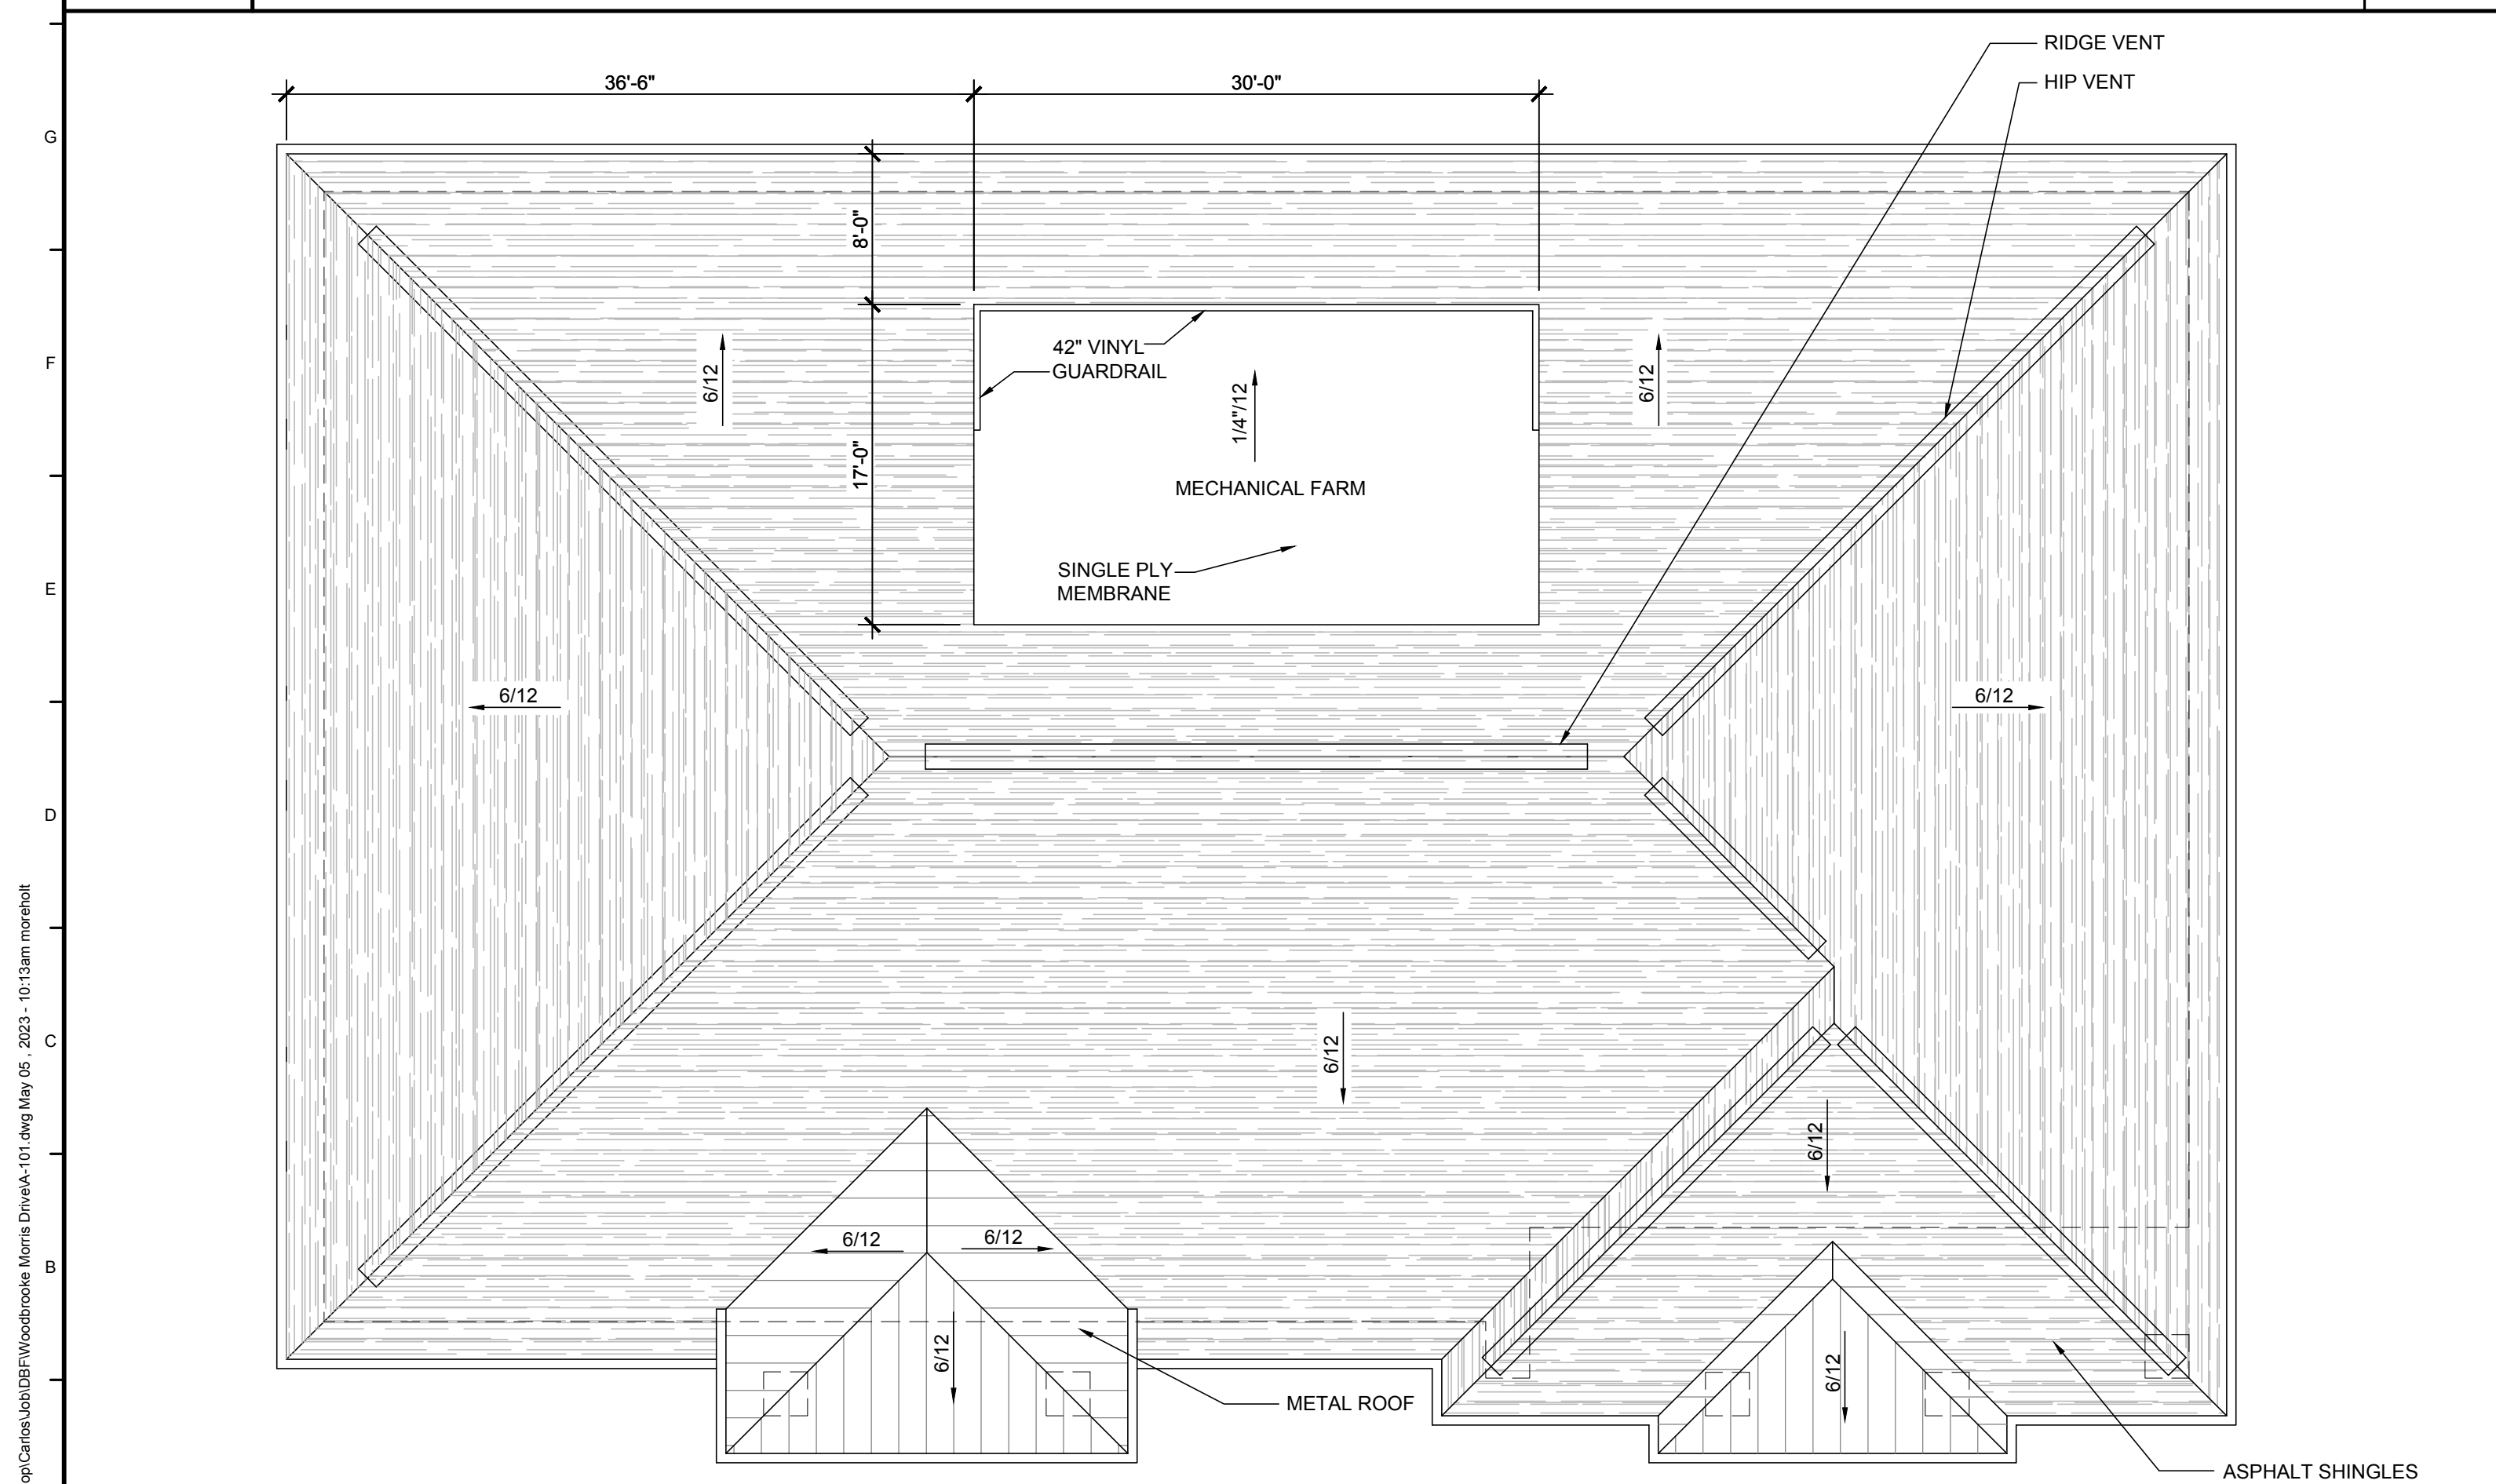 RIDGE VENT
HIP VENT
36'-6"
30'-0"
G
8'-0"
42" VINYL
GUARDRAIL
F
6/12
1/4"/12
6/12
17'-0"
MECHANICAL FARM
SINGLE PLY
MEMBRANE
E
6/12
6/12
D
C
6/12
6/12
6/12
6/12
B
6/12
6/12
METAL ROOF
ASPHALT SHINGLES
op\Carlos\Job\DBF\Woodbrooke Morris Drive\A-101.dwg May 05 , 2023 - 10:13am moreholt